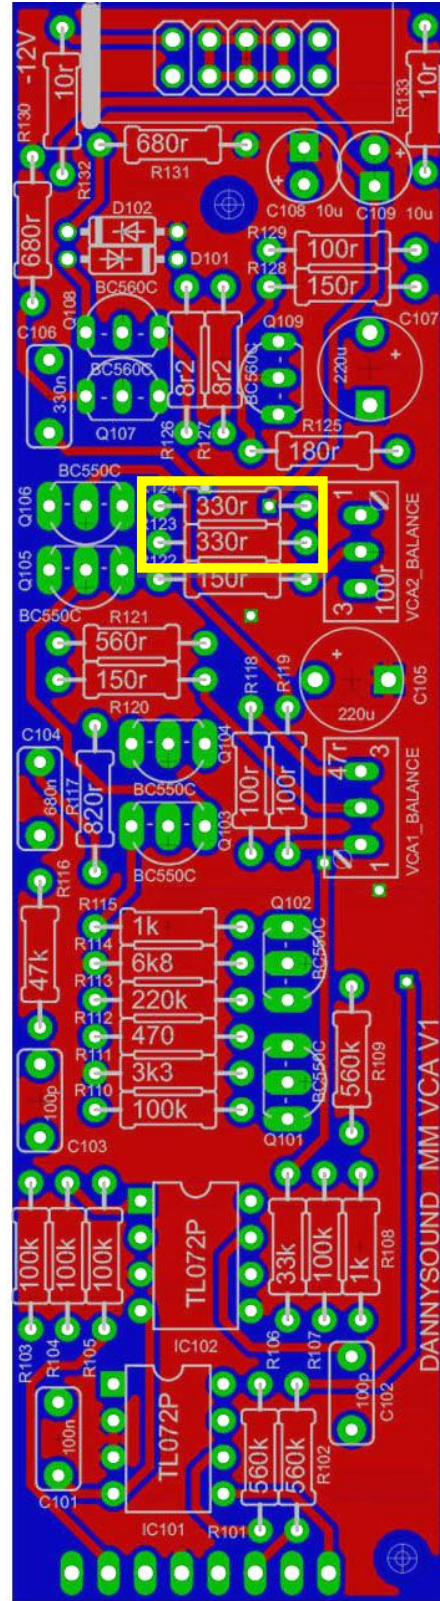 -12V
10r
R130
10r
R133
R132
680r
R131
680r
D102
D101
C108
10u
C109
10u
R129
100r
R128
150r
BC560C
Q108
C106
330n
BC560C
Q107
8r2
8r2
R126
R127
Q109
BC560C
C107
220u
R125
180r
BC550C
Q106
R124
330r
R123
330r
R122
150r
Q105
BC550C
1
3
100r
VCA2_BALANCE
R121
560r
150r
R120
R118
R119
C105
220u
C104
680n
R117
820r
Q104
BC550C
Q103
BC550C
100r
100r
47r
3
1
VCA1_BALANCE
R116
47k
R115
1k
R114
6k8
R113
220k
R112
470
R111
3k3
R110
100k
Q102
BC550C
BC550C
Q101
R109
560k
100p
C103
DANNYSOUND MM VCA V1
100k
100k
100k
R103
R104
R105
TL072P
IC102
33k
100k
1k
R108
R106
R107
100p
C102
100n
C101
TL072P
IC101
560k
560k
R101
R102